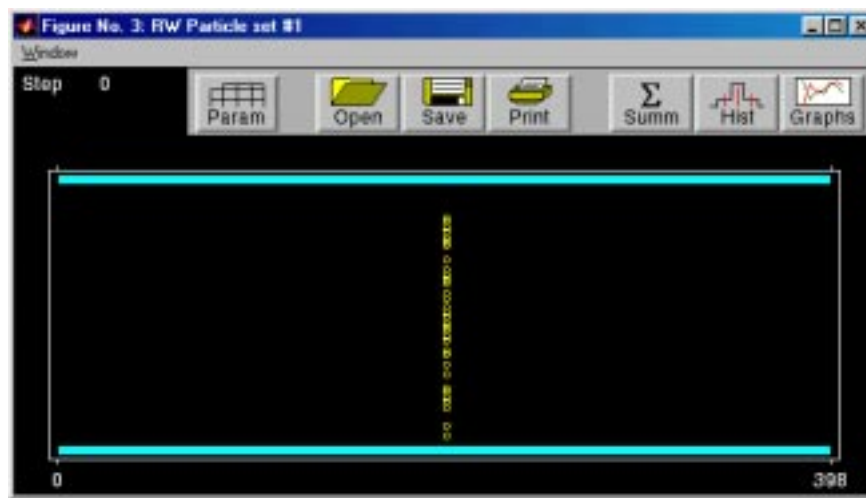 Figure No. 3: RW Particle set #1
Window
Step 0
Param Open Save Print Σ Summ Hist Graphs
0 398